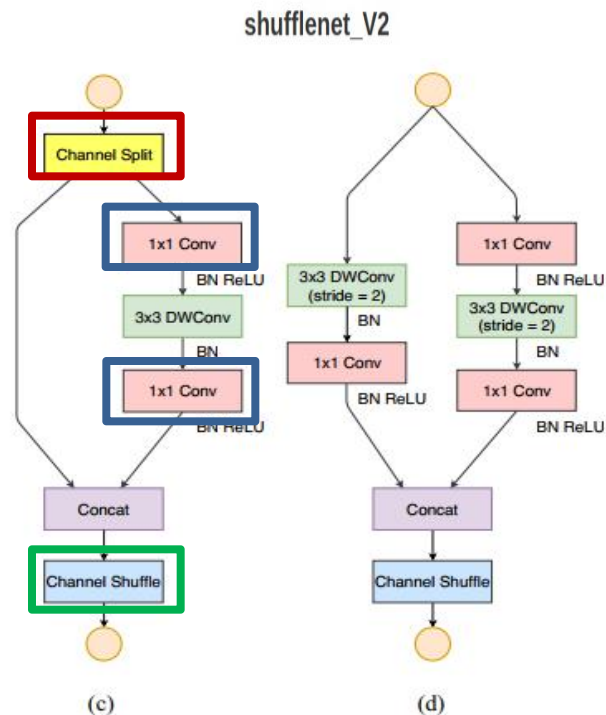 shufflenet_V2
Channel Split
1x1 Conv
BN ReLU
3x3 DWConv
BN
1x1 Conv
BN ReLU
Concat
Channel Shuffle
(c)
3x3 DWConv
(stride = 2)
BN
1x1 Conv
BN ReLU
1x1 Conv
BN ReLU
3x3 DWConv
(stride = 2)
BN
1x1 Conv
BN ReLU
Concat
Channel Shuffle
(d)